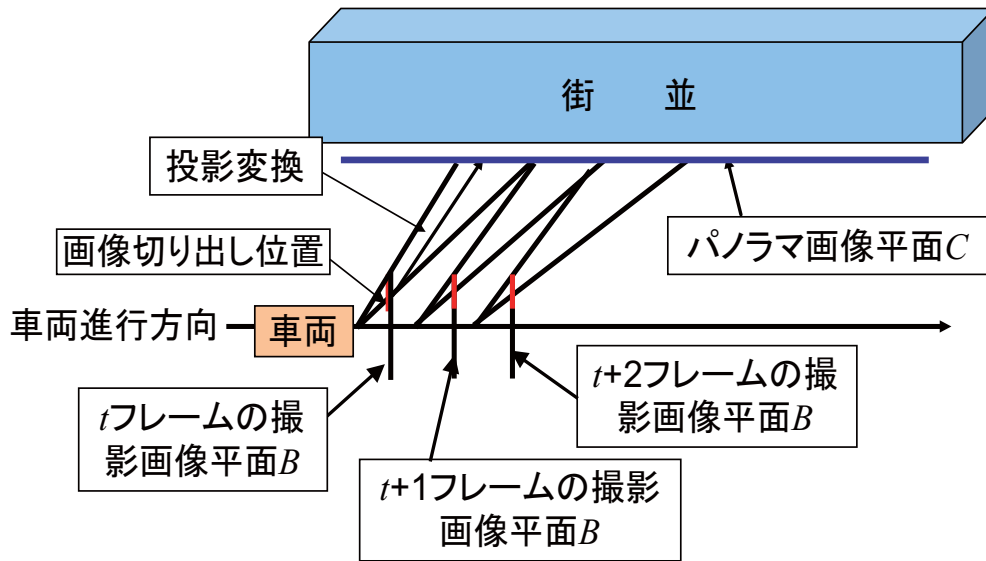 街 並
投影変換
画像切り出し位置
パノラマ画像平面C
車両進行方向
車両
tフレームの撮
影画像平面B
t+1フレームの撮影
画像平面B
t+2フレームの撮
影画像平面B